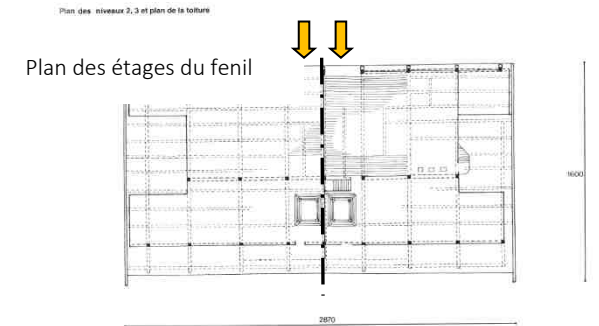 Plan des niveaux 2, 3 et plan de la toiture
Plan des étages du fenil
1600
2870